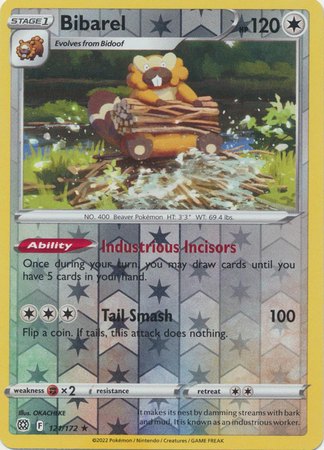 STAGE 1
Bibarel
120
Evolves from Bidoof
NO. 400 Beaver Pokémon HT: 3'3" WT: 69.4 lbs.
Ability Industrious Incisors
Once during your turn, you may draw cards until you
have 5 cards in your hand.
Tail Smash 100
Flip a coin. If tails, this attack does nothing.
weakness ×2 resistance retreat
Illus. OKACHEKE
F 121/172 ★
It makes its nest by damming streams with bark
and mud. It is known as an industrious worker.
©2022 Pokémon / Nintendo / Creatures / GAME FREAK